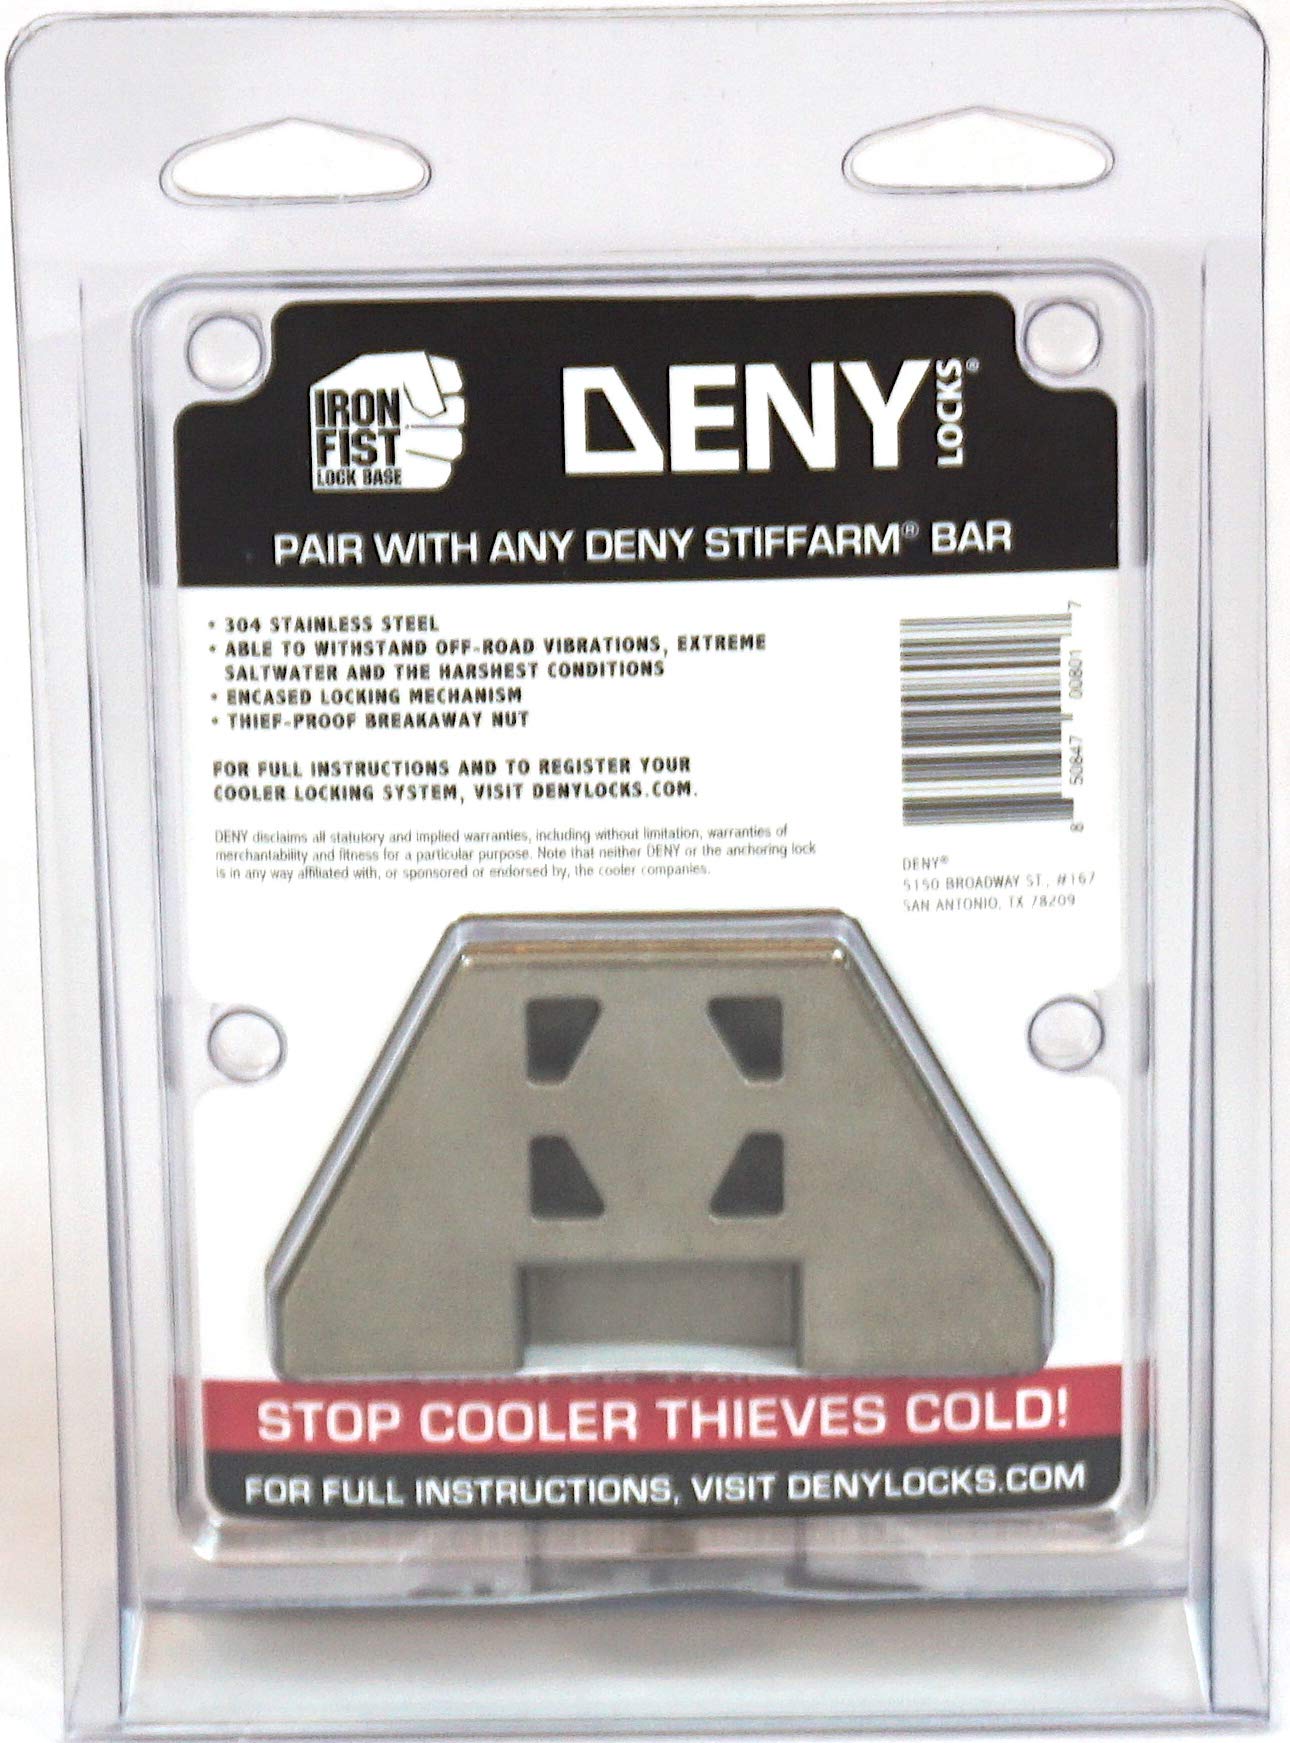 IRON
FIST
LOCK BASE
DENY
LOCKS®
PAIR WITH ANY DENY STIFFARM® BAR
• 304 STAINLESS STEEL
• ABLE TO WITHSTAND OFF-ROAD VIBRATIONS, EXTREME
SALTWATER AND THE HARSHEST CONDITIONS
• ENCASED LOCKING MECHANISM
• THIEF-PROOF BREAKAWAY NUT
FOR FULL INSTRUCTIONS AND TO REGISTER YOUR
COOLER LOCKING SYSTEM, VISIT DENYLOCKS.COM.
DENY disclaims all statutory and implied warranties, including without limitation, warranties of
merchantability and fitness for a particular purpose. Note that neither DENY or the anchoring lock
is in any way affiliated with, or sponsored or endorsed by, the cooler companies.
8 50847 00801 7
DENY®
5150 BROADWAY ST., #167
SAN ANTONIO, TX 78209
STOP COOLER THIEVES COLD!
FOR FULL INSTRUCTIONS, VISIT DENYLOCKS.COM